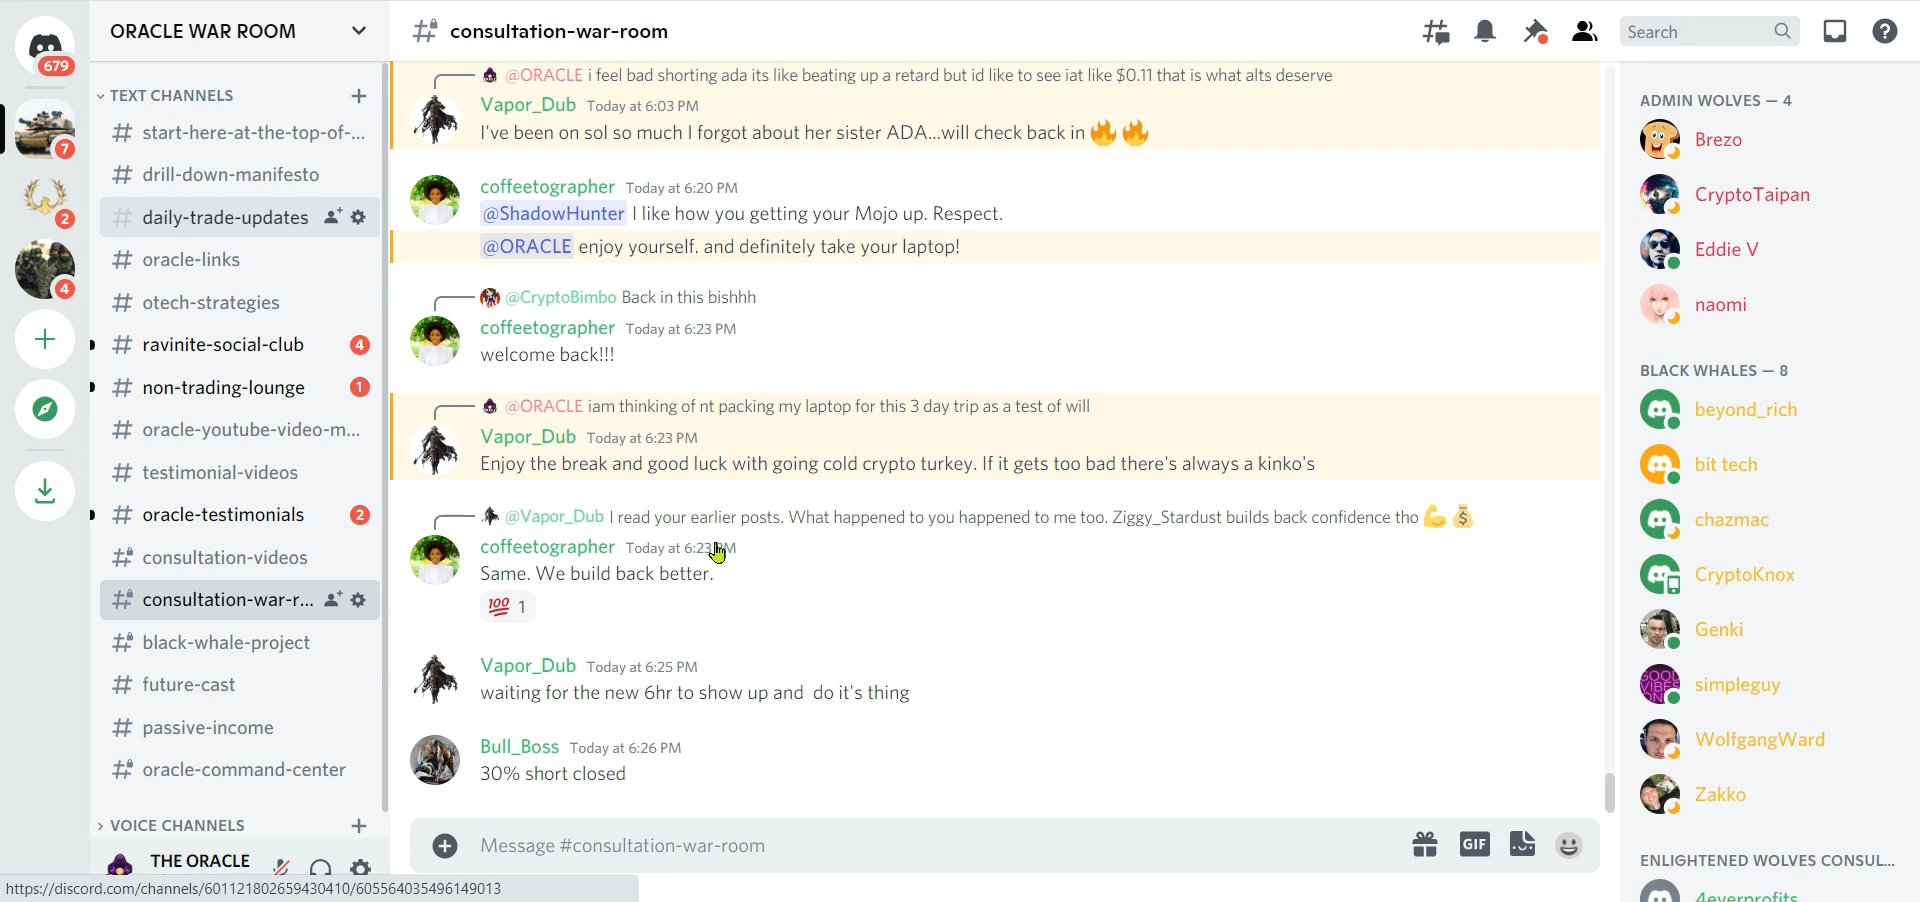 679
7
2
4
ORACLE WAR ROOM
TEXT CHANNELS
start-here-at-the-top-of-...
drill-down-manifesto
daily-trade-updates
oracle-links
otech-strategies
ravinite-social-club 4
non-trading-lounge 1
oracle-youtube-video-m...
testimonial-videos
oracle-testimonials 2
consultation-videos
consultation-war-r...
black-whale-project
future-cast
passive-income
oracle-command-center
VOICE CHANNELS
THE ORACLE
https://discord.com/channels/601121802659430410/605564035496149013
consultation-war-room
Search
@ORACLE i feel bad shorting ada its like beating up a retard but id like to see iat like $0.11 that is what alts deserve
Vapor_Dub Today at 6:03 PM
I've been on sol so much I forgot about her sister ADA...will check back in 🔥🔥
coffeetographer Today at 6:20 PM
@ShadowHunter I like how you getting your Mojo up. Respect.
@ORACLE enjoy yourself. and definitely take your laptop!
@CryptoBimbo Back in this bishhh
coffeetographer Today at 6:23 PM
welcome back!!!
@ORACLE iam thinking of nt packing my laptop for this 3 day trip as a test of will
Vapor_Dub Today at 6:23 PM
Enjoy the break and good luck with going cold crypto turkey. If it gets too bad there's always a kinko's
@Vapor_Dub I read your earlier posts. What happened to you happened to me too. Ziggy_Stardust builds back confidence tho 💪💰
coffeetographer Today at 6:23 PM
Same. We build back better.
💯 1
Vapor_Dub Today at 6:25 PM
waiting for the new 6hr to show up and do it's thing
Bull_Boss Today at 6:26 PM
30% short closed
Message #consultation-war-room
GIF
ADMIN WOLVES — 4
Brezo
CryptoTaipan
Eddie V
naomi
BLACK WHALES — 8
beyond_rich
bit tech
chazmac
CryptoKnox
Genki
simpleguy
WolfgangWard
Zakko
ENLIGHTENED WOLVES CONSUL...
4everprofits